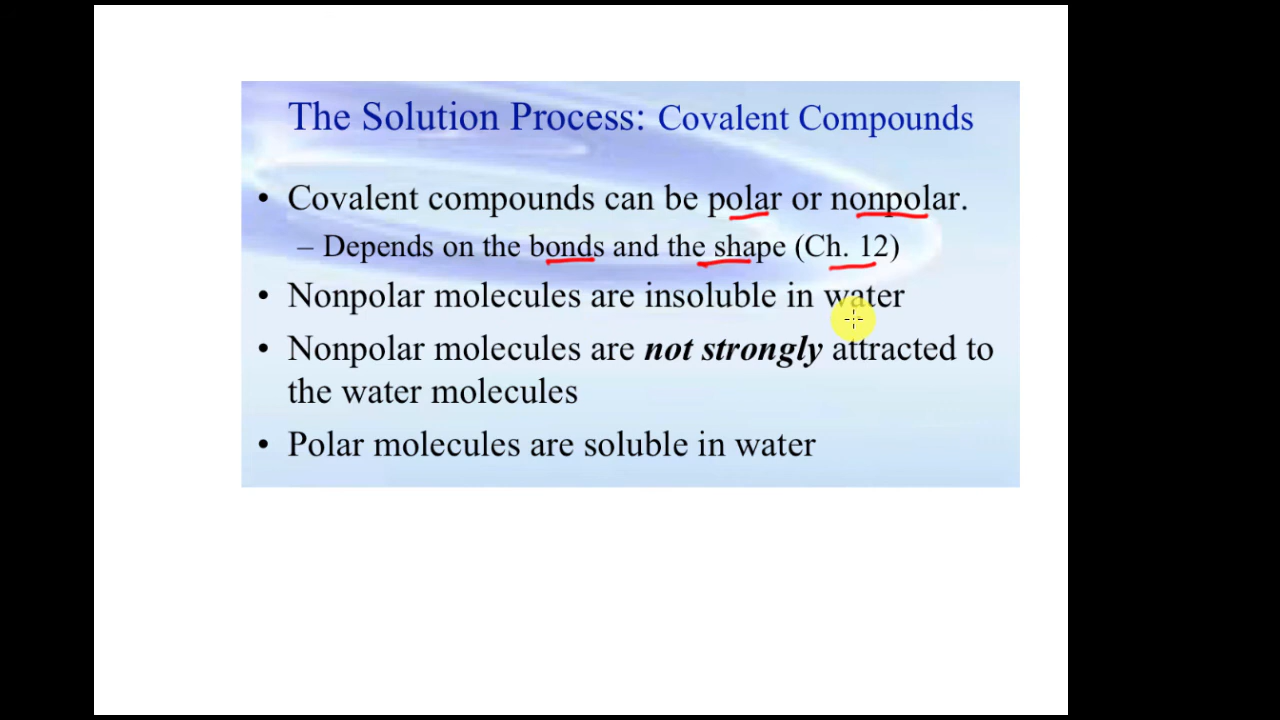 The Solution Process: Covalent Compounds
• Covalent compounds can be polar or nonpolar.
– Depends on the bonds and the shape (Ch. 12)
• Nonpolar molecules are insoluble in water
• Nonpolar molecules are not strongly attracted to
the water molecules
• Polar molecules are soluble in water